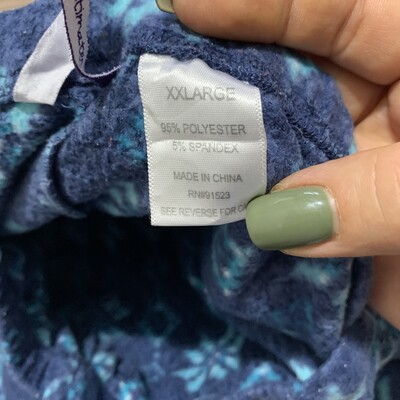 XXLARGE
95% POLYESTER
5% SPANDEX
MADE IN CHINA
RN#91523
SEE REVERSE FOR